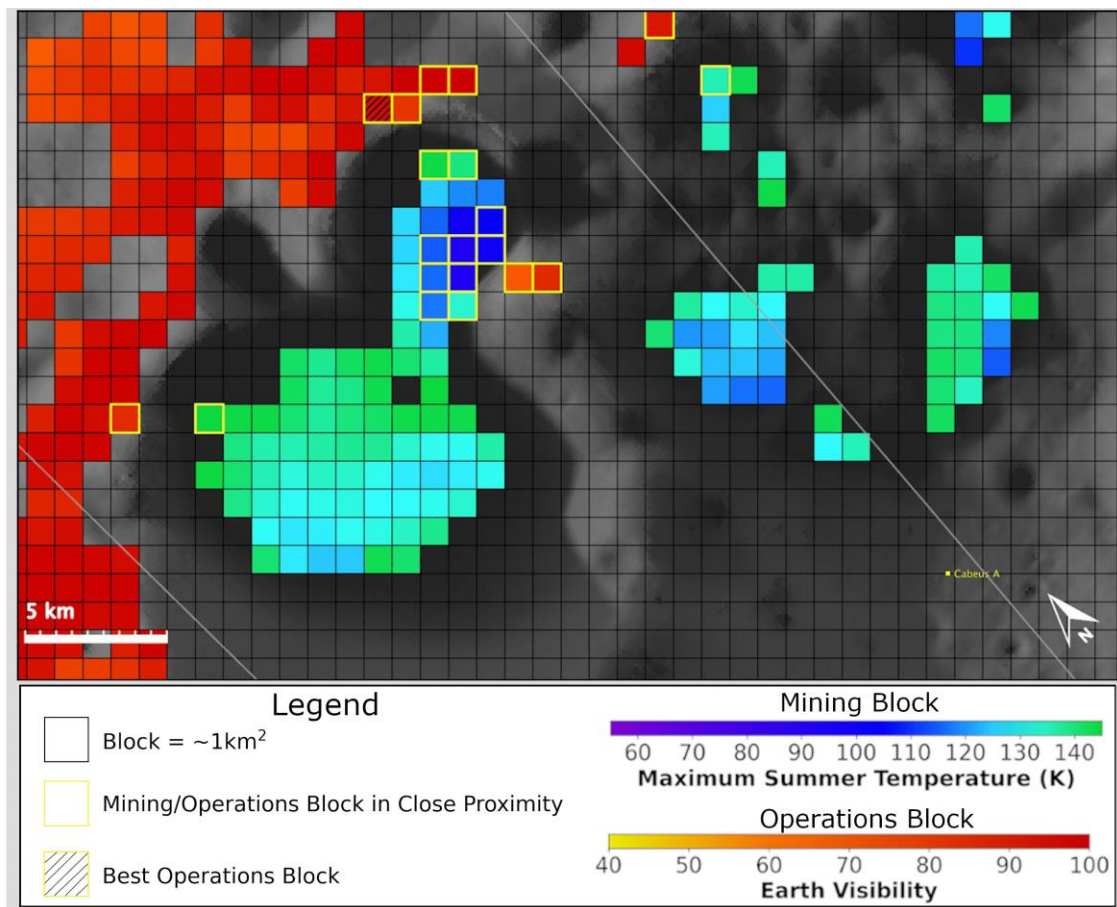 Cabeus A
5 km
N
Legend
Block = ~1km²
Mining/Operations Block in Close Proximity
Best Operations Block
Mining Block
60 70 80 90 100 110 120 130 140
Maximum Summer Temperature (K)
Operations Block
40 50 60 70 80 90 100
Earth Visibility